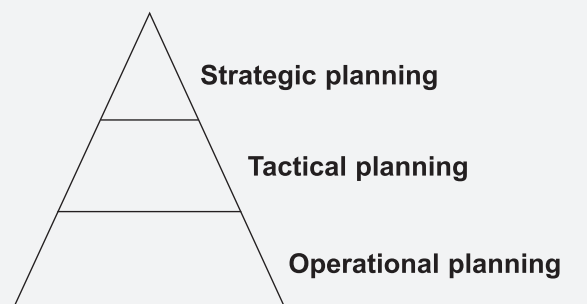 Strategic planning
Tactical planning
Operational planning